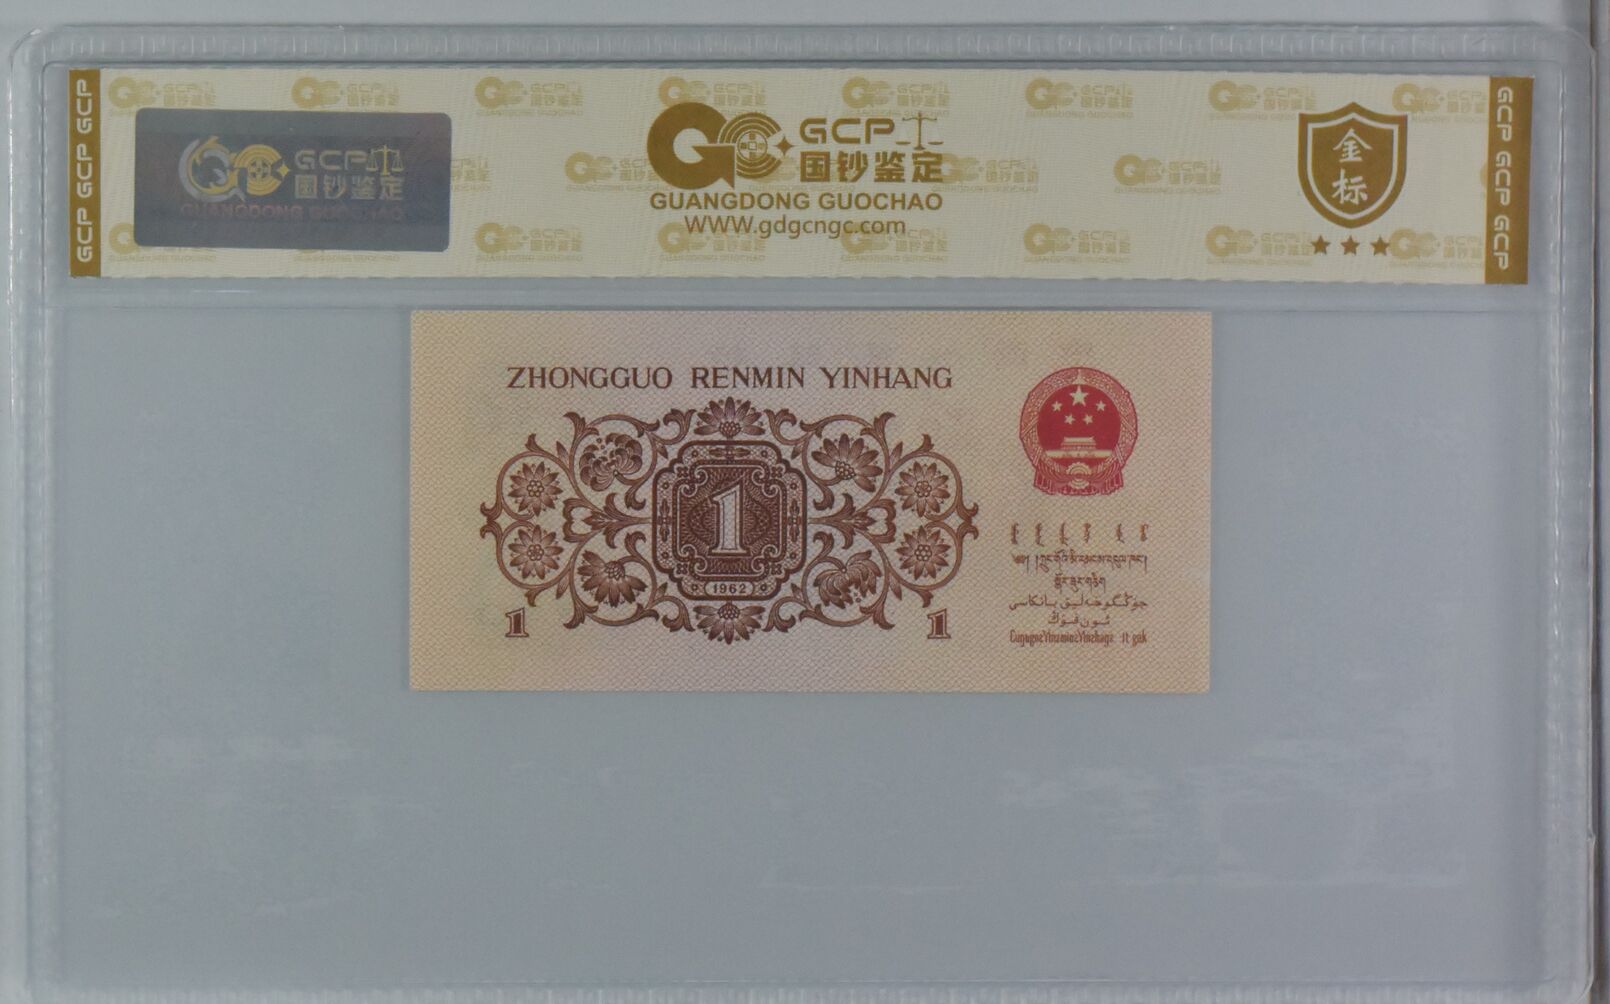 GCP GCP GCP
GCP
国钞鉴定
GUANGDONG GUOCHAO
GCP
国钞鉴定
GUANGDONG GUOCHAO
WWW.gdgcngc.com
金标
GCP GCP GCP
ZHONGGUO RENMIN YINHANG
1
1962
1
1